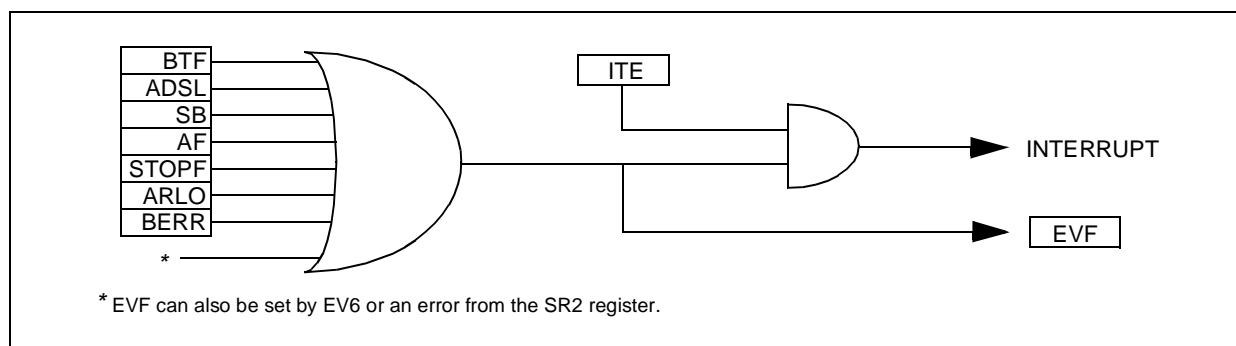 BTF
ADSL
SB
AF
STOPF
ARLO
BERR
*
ITE
INTERRUPT
EVF
* EVF can also be set by EV6 or an error from the SR2 register.